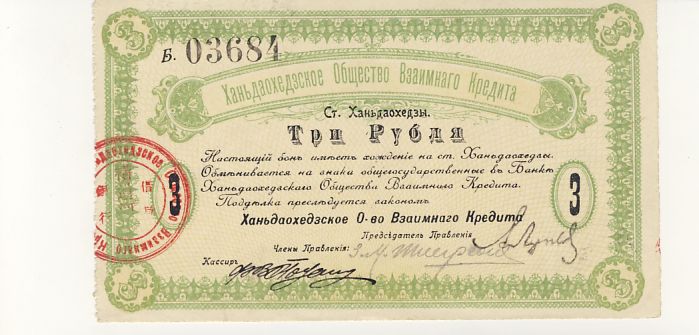 Б. 03684
Ханьдаохедзское Общество Взаимнаго Кредита
Ст. Ханьдаохедзы.
Три Рубля
Настоящій бонъ имѣетъ хожденіе на ст. Ханьдаохедзы.
Обмѣнивается на знаки общегосударственные въ Банкѣ
Ханьдаохедзскаго Общества Взаимнаго Кредита.
Поддѣлка преслѣдуется закономъ
3 3
Ханьдаохедзское О-во Взаимнаго Кредита
Предсѣдатель Правленія
Члены Правленія:
Кассиръ